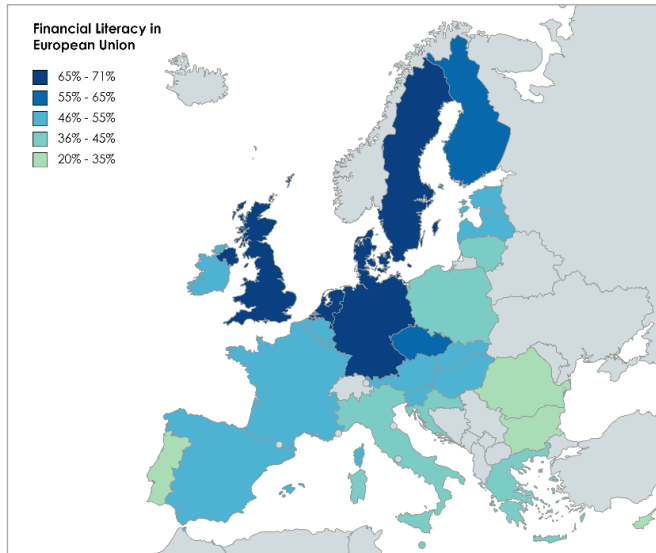 Financial Literacy in
European Union
65% - 71%
55% - 65%
46% - 55%
36% - 45%
20% - 35%